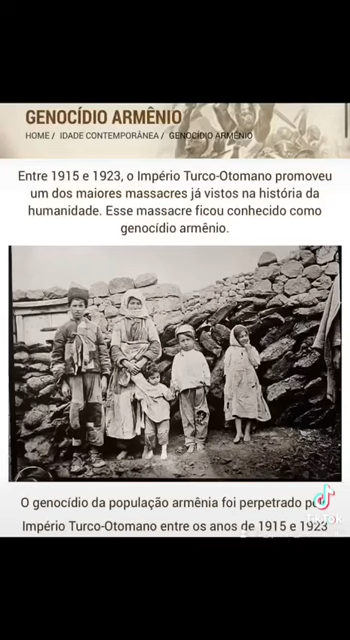 GENOCÍDIO ARMÊNIO
HOME / IDADE CONTEMPORÂNEA / GENOCÍDIO ARMÊNIO
Entre 1915 e 1923, o Império Turco-Otomano promoveu
um dos maiores massacres já vistos na história da
humanidade. Esse massacre ficou conhecido como
genocídio armênio.
O genocídio da população armênia foi perpetrado pelo
Império Turco-Otomano entre os anos de 1915 e 1923
TikTok